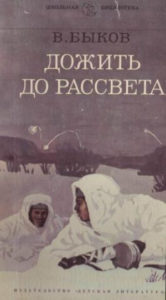 ШКОЛЬНАЯ БИБЛИОТЕКА
В. БЫКОВ
ДОЖИТЬ
ДО РАССВЕТА
ИЗДАТЕЛЬСТВО «ДЕТСКАЯ ЛИТЕРАТУРА»